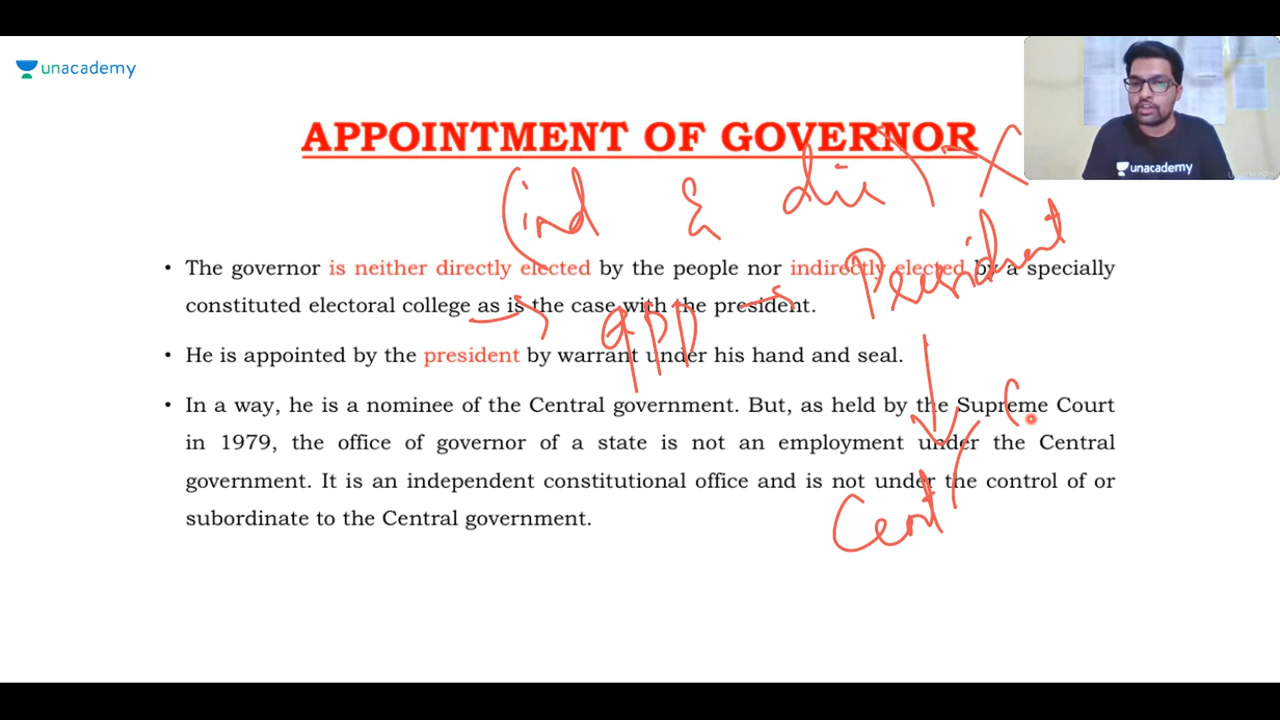 unacademy
unacademy
APPOINTMENT OF GOVERNOR
(ind & dir) X
• The governor is neither directly elected by the people nor indirectly elected by a specially
constituted electoral college as is the case with the president.
→ app → President
• He is appointed by the president by warrant under his hand and seal.
• In a way, he is a nominee of the Central government. But, as held by the Supreme Court
in 1979, the office of governor of a state is not an employment under the Central
government. It is an independent constitutional office and is not under the control of or
subordinate to the Central government.
Cent